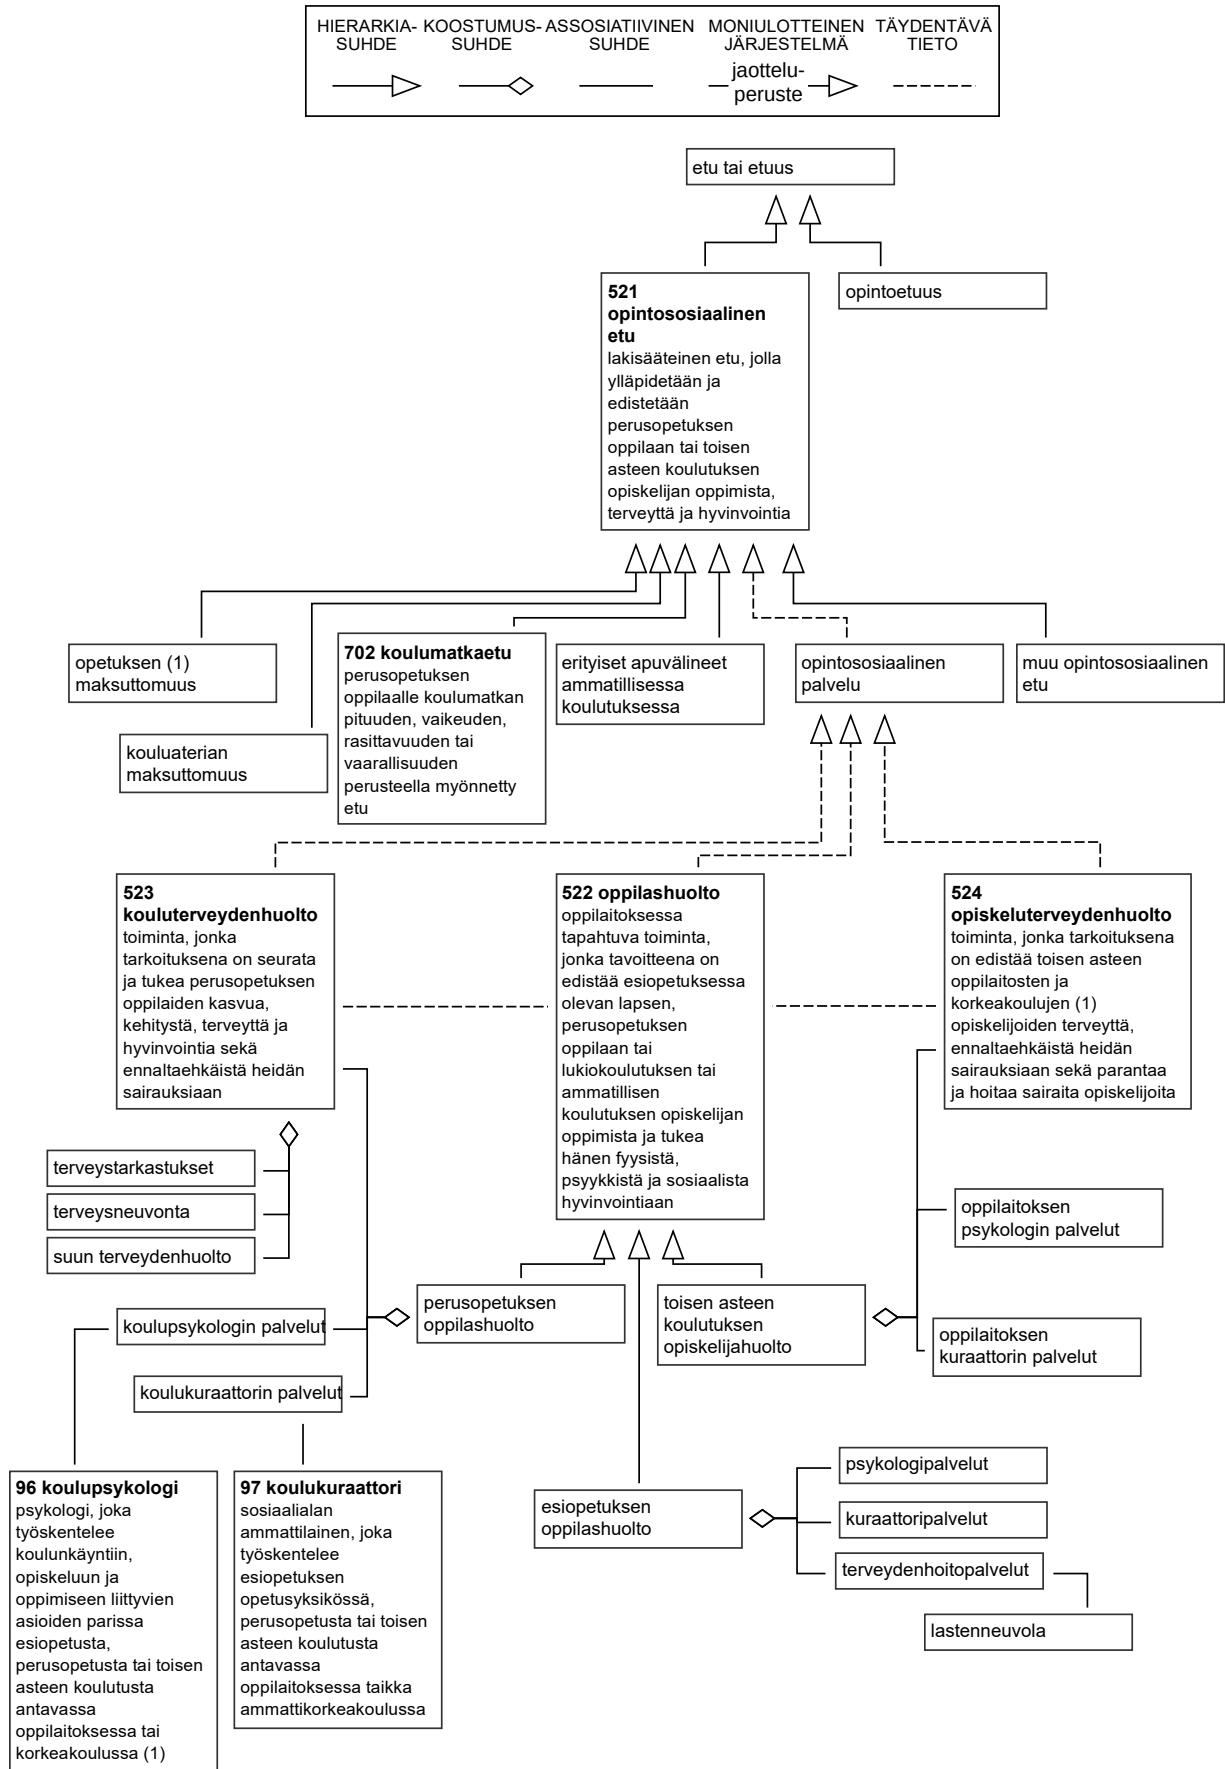 HIERARKIA-
SUHDE
KOOSTUMUS-
SUHDE
ASSOSIATIIVINEN
SUHDE
MONIULOTTEINEN
JÄRJESTELMÄ
TÄYDENTÄVÄ
TIETO
jaottelu-
peruste
etu tai etuus
521
opintososiaalinen
etu
lakisääteinen etu, jolla
ylläpidetään ja
edistetään
perusopetuksen
oppilaan tai toisen
asteen koulutuksen
opiskelijan oppimista,
terveyttä ja hyvinvointia
opintoetuus
opetuksen (1)
maksuttomuus
kouluaterian
maksuttomuus
702 koulumatkaetu
perusopetuksen
oppilaalle koulumatkan
pituuden, vaikeuden,
rasittavuuden tai
vaarallisuuden
perusteella myönnetty
etu
erityiset apuvälineet
ammatillisessa
koulutuksessa
opintososiaalinen
palvelu
muu opintososiaalinen
etu
523
kouluterveydenhuolto
toiminta, jonka
tarkoituksena on seurata
ja tukea perusopetuksen
oppilaiden kasvua,
kehitystä, terveyttä ja
hyvinvointia sekä
ennaltaehkäistä heidän
sairauksiaan
522 oppilashuolto
oppilaitoksessa
tapahtuva toiminta,
jonka tavoitteena on
edistää esiopetuksessa
olevan lapsen,
perusopetuksen
oppilaan tai
lukiokoulutuksen tai
ammatillisen
koulutuksen opiskelijan
oppimista ja tukea
hänen fyysistä,
psyykkistä ja sosiaalista
hyvinvointiaan
524
opiskeluterveydenhuolto
toiminta, jonka tarkoituksena
on edistää toisen asteen
oppilaitosten ja
korkeakoulujen (1)
opiskelijoiden terveyttä,
ennaltaehkäistä heidän
sairauksiaan sekä parantaa
ja hoitaa sairaita opiskelijoita
terveystarkastukset
terveysneuvonta
suun terveydenhuolto
koulupsykologin palvelut
koulukuraattorin palvelut
perusopetuksen
oppilashuolto
toisen asteen
koulutuksen
opiskelijahuolto
oppilaitoksen
psykologin palvelut
oppilaitoksen
kuraattorin palvelut
96 koulupsykologi
psykologi, joka
työskentelee
koulunkäyntiin,
opiskeluun ja
oppimiseen liittyvien
asioiden parissa
esiopetusta,
perusopetusta tai toisen
asteen koulutusta
antavassa
oppilaitoksessa tai
korkeakoulussa (1)
97 koulukuraattori
sosiaalialan
ammattilainen, joka
työskentelee
esiopetuksen
opetusyksikössä,
perusopetusta tai toisen
asteen koulutusta
antavassa
oppilaitoksessa taikka
ammattikorkeakoulussa
esiopetuksen
oppilashuolto
psykologipalvelut
kuraattoripalvelut
terveydenhoitopalvelut
lastenneuvola